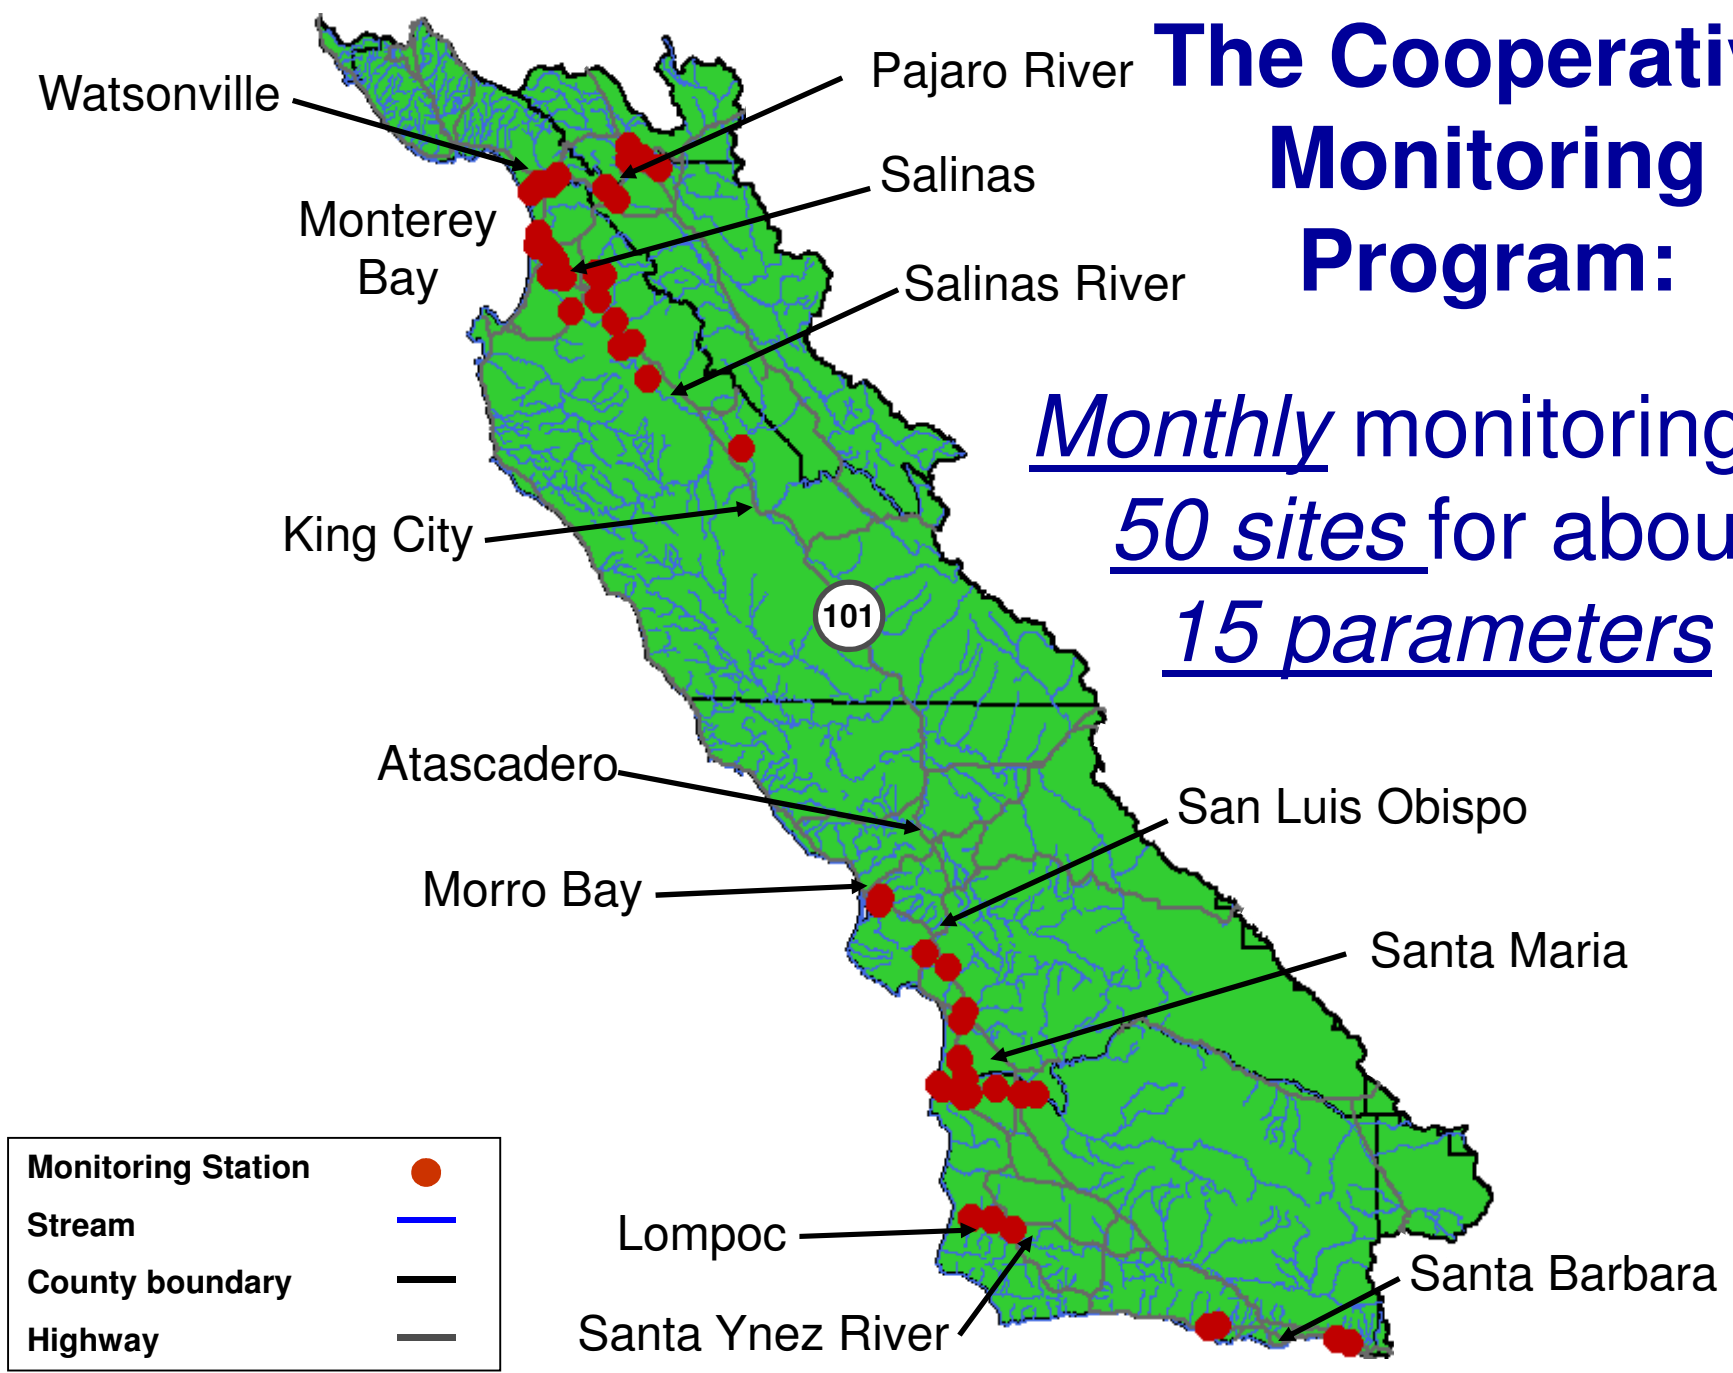 The Cooperati
Monitoring
Program:
Monthly monitoring
50 sites for abou
15 parameters
Watsonville
Pajaro River
Salinas
Monterey
Bay
Salinas River
King City
101
Atascadero
San Luis Obispo
Morro Bay
Santa Maria
Lompoc
Santa Ynez River
Santa Barbara
Monitoring Station
Stream
County boundary
Highway